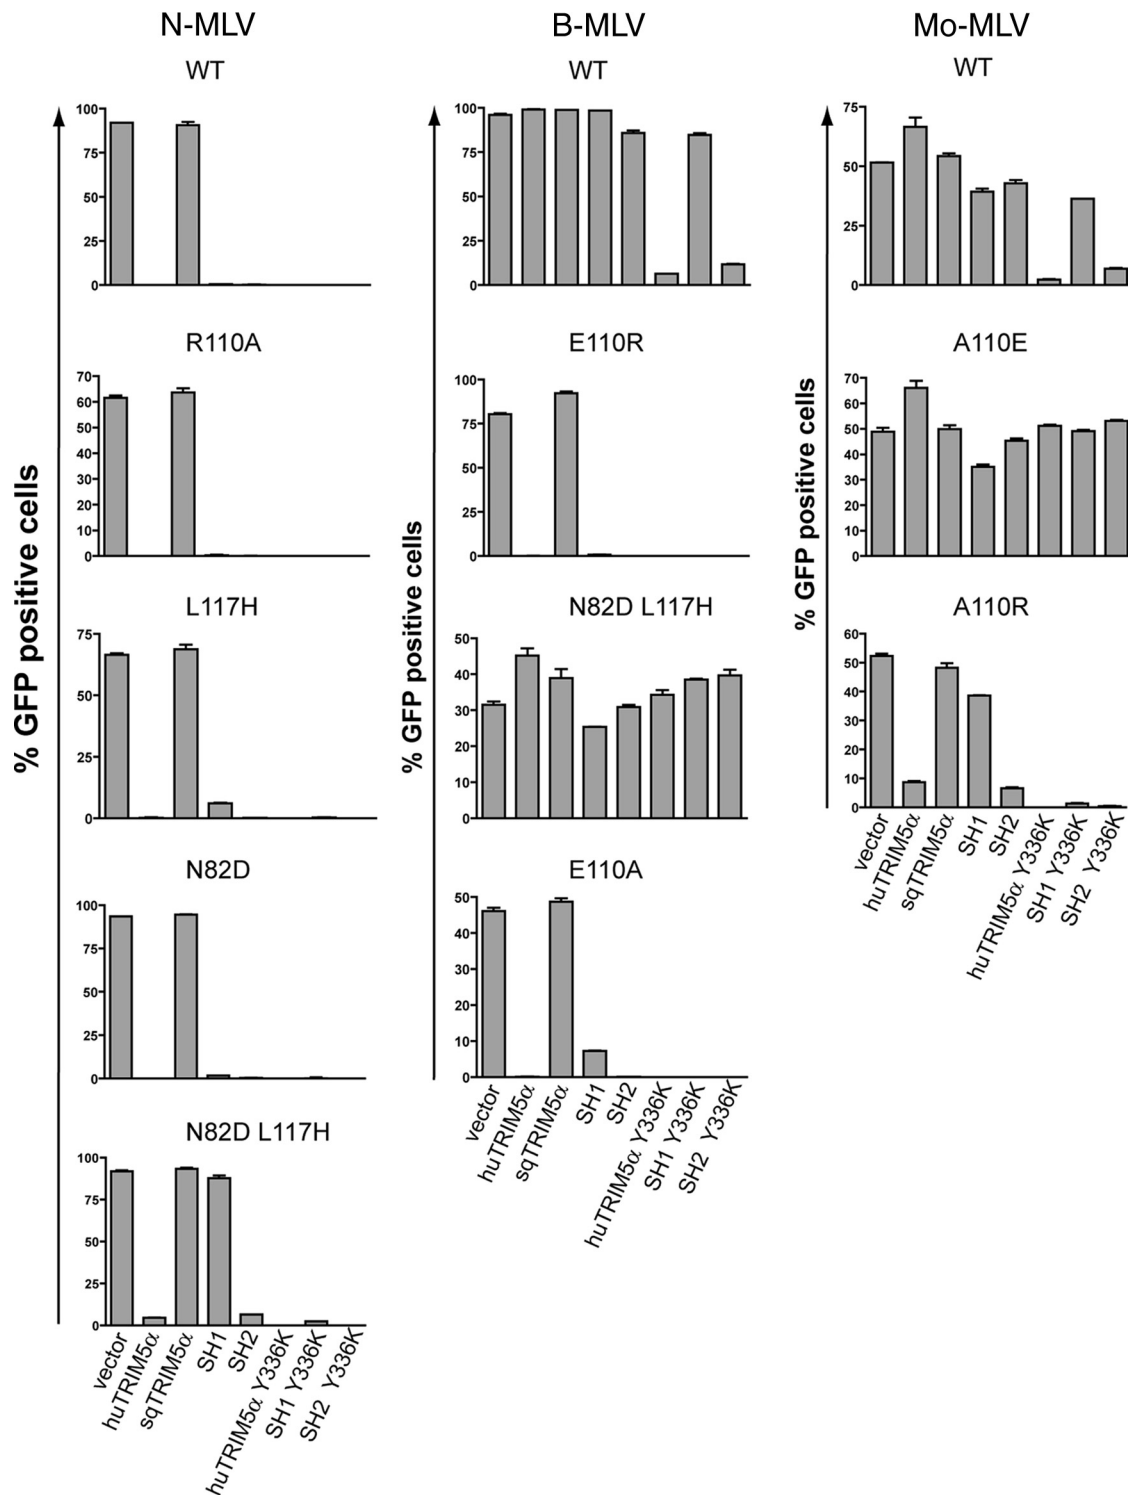 N-MLV
WT
% GFP positive cells
100
75
50
25
0
R110A
70
60
50
40
30
20
10
0
L117H
75
50
25
0
N82D
100
75
50
25
0
N82D L117H
100
75
50
25
0
vector
huTRIM5α
sqTRIM5α
SH1
SH2
huTRIM5α Y336K
SH1 Y336K
SH2 Y336K
B-MLV
WT
% GFP positive cells
100
75
50
25
0
E110R
100
75
50
25
0
N82D L117H
50
40
30
20
10
0
E110A
50
40
30
20
10
0
vector
huTRIM5α
sqTRIM5α
SH1
SH2
huTRIM5α Y336K
SH1 Y336K
SH2 Y336K
Mo-MLV
WT
% GFP positive cells
75
50
25
0
A110E
70
60
50
40
30
20
10
0
A110R
60
50
40
30
20
10
0
vector
huTRIM5α
sqTRIM5α
SH1
SH2
huTRIM5α Y336K
SH1 Y336K
SH2 Y336K